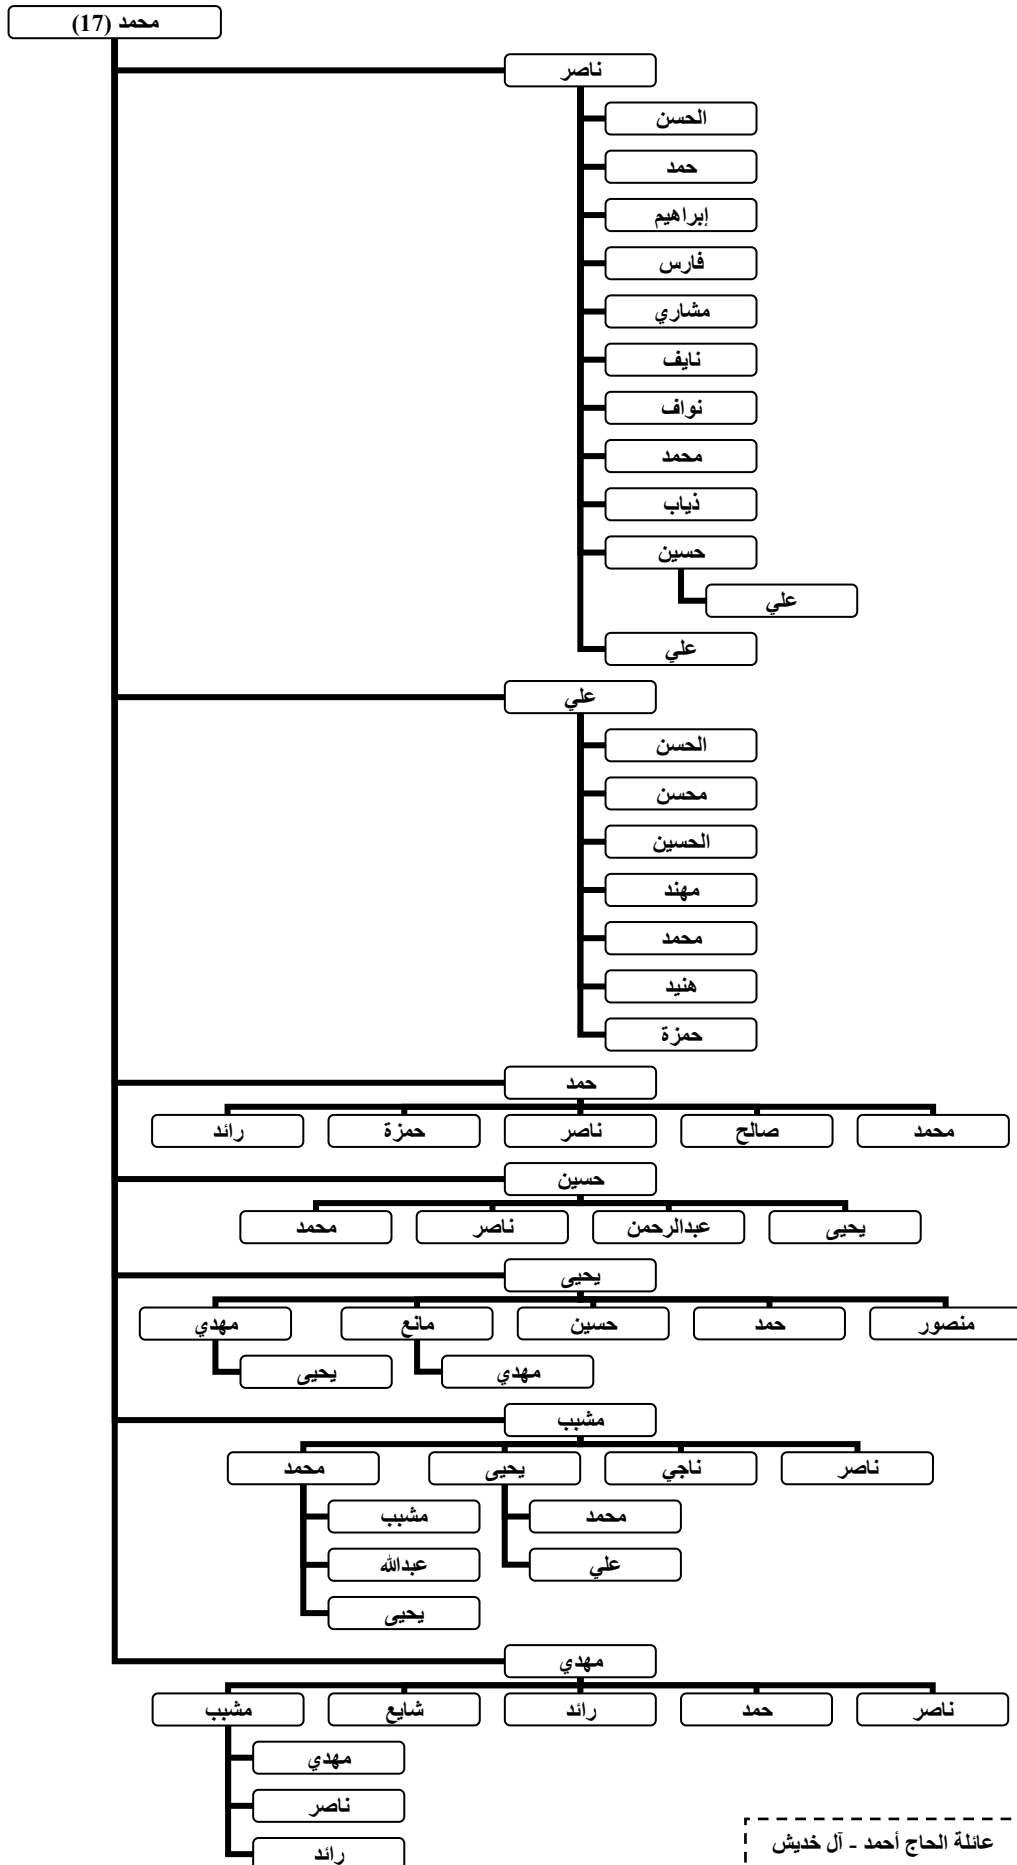 محمد (17)
ناصر
الحسن
حمد
إبراهيم
فارس
مشاري
نايف
نواف
محمد
ذياب
حسين
علي
علي
علي
الحسن
محسن
الحسين
مهند
محمد
هنيد
حمزة
حمد
محمد
صالح
ناصر
حمزة
رائد
حسين
يحيى
عبدالرحمن
ناصر
محمد
يحيى
منصور
حمد
حسين
مانع
مهدي
مهدي
يحيى
مشبب
ناصر
ناجي
يحيى
محمد
محمد
مشبب
علي
عبدالله
يحيى
مهدي
ناصر
حمد
رائد
شايع
مشبب
مهدي
ناصر
رائد
عائلة الحاج أحمد - آل خديش